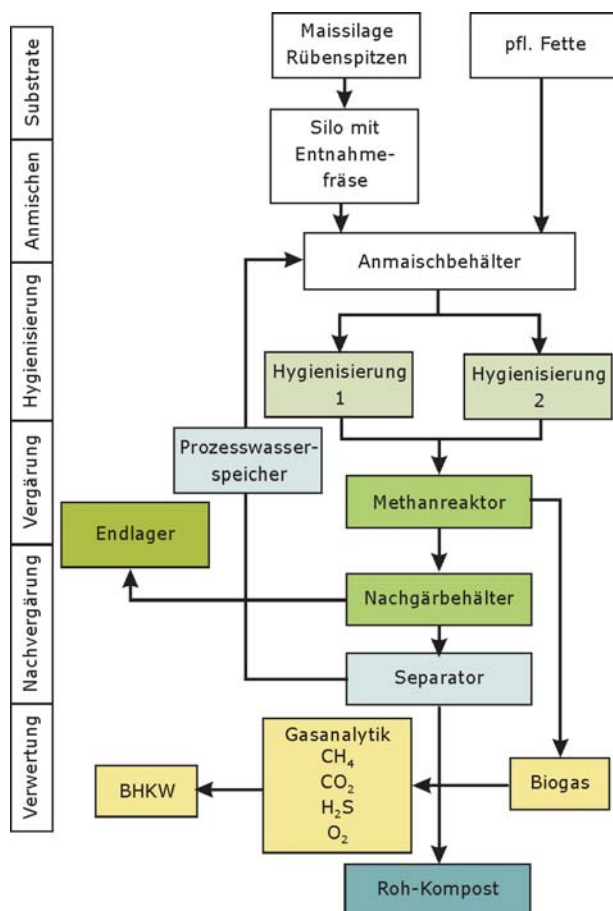 Substrate
Anmischen
Hygienisierung
Vergärung
Nachvergärung
Verwertung
Maissilage
Rübenspitzen
pfl. Fette
Silo mit
Entnahme-
fräse
Anmaischbehälter
Hygienisierung
1
Hygienisierung
2
Prozesswasser-
speicher
Methanreaktor
Endlager
Nachgärbehälter
Separator
Gasanalytik
CH₄
CO₂
H₂S
O₂
BHKW
Biogas
Roh-Kompost